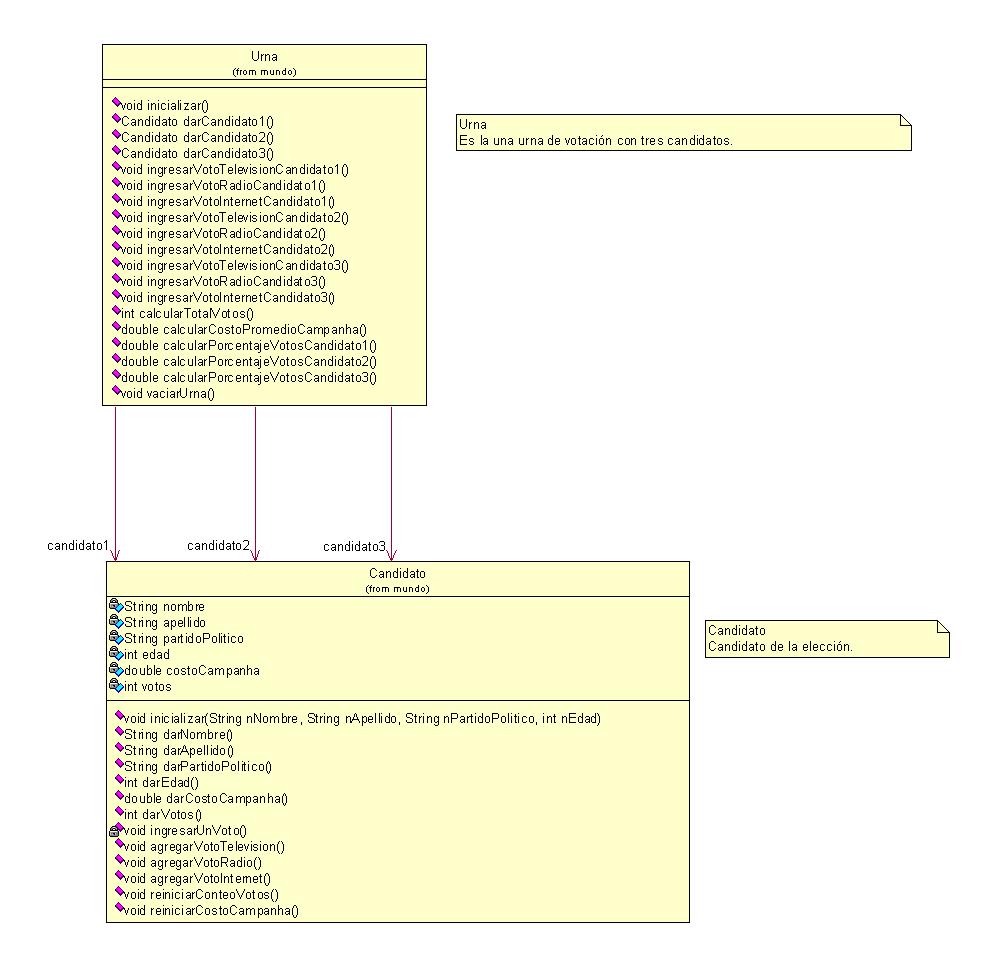 Urna
(from mundo)
void inicializar()
Candidato darCandidato1()
Candidato darCandidato2()
Candidato darCandidato3()
void ingresarVotoTelevisionCandidato1()
void ingresarVotoRadioCandidato1()
void ingresarVotoInternetCandidato1()
void ingresarVotoTelevisionCandidato2()
void ingresarVotoRadioCandidato2()
void ingresarVotoInternetCandidato2()
void ingresarVotoTelevisionCandidato3()
void ingresarVotoRadioCandidato3()
void ingresarVotoInternetCandidato3()
int calcularTotalVotos()
double calcularCostoPromedioCampanha()
double calcularPorcentajeVotosCandidato1()
double calcularPorcentajeVotosCandidato2()
double calcularPorcentajeVotosCandidato3()
void vaciarUrna()
Urna
Es la una urna de votación con tres candidatos.
candidato1
candidato2
candidato3
Candidato
(from mundo)
String nombre
String apellido
String partidoPolitico
int edad
double costoCampanha
int votos
void inicializar(String nNombre, String nApellido, String nPartidoPolitico, int nEdad)
String darNombre()
String darApellido()
String darPartidoPolitico()
int darEdad()
double darCostoCampanha()
int darVotos()
void ingresarUnVoto()
void agregarVotoTelevision()
void agregarVotoRadio()
void agregarVotoInternet()
void reiniciarConteoVotos()
void reiniciarCostoCampanha()
Candidato
Candidato de la elección.